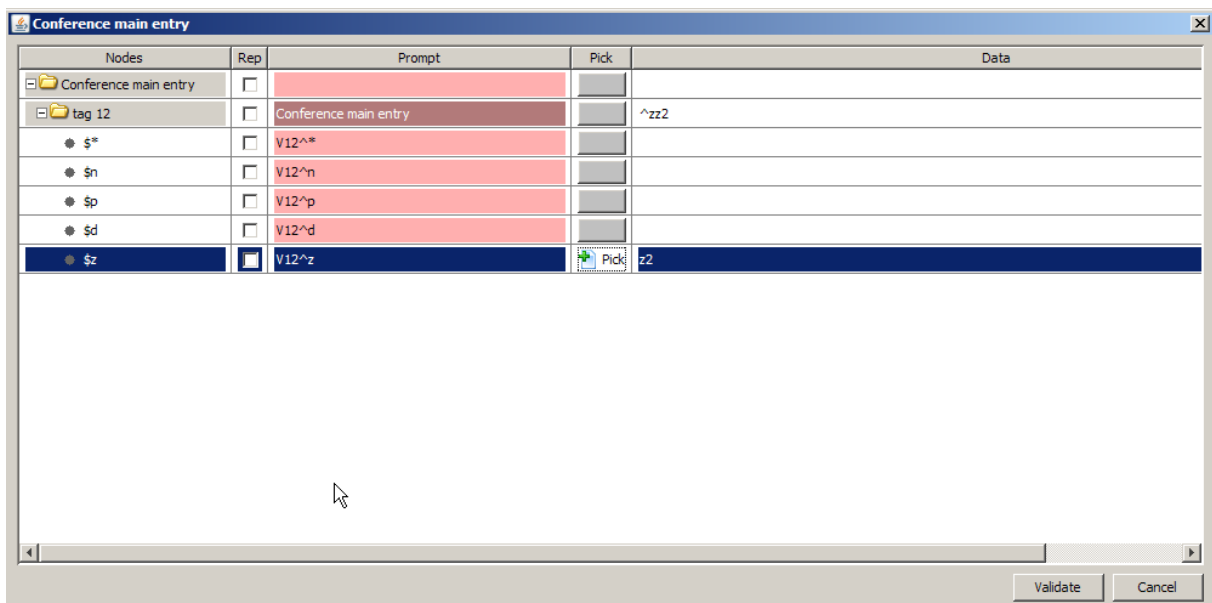 Conference main entry
Nodes Rep Prompt Pick Data
Conference main entry
tag 12 Conference main entry ^zz2
$* V12^*
$n V12^n
$p V12^p
$d V12^d
$z V12^z Pick z2
Validate Cancel